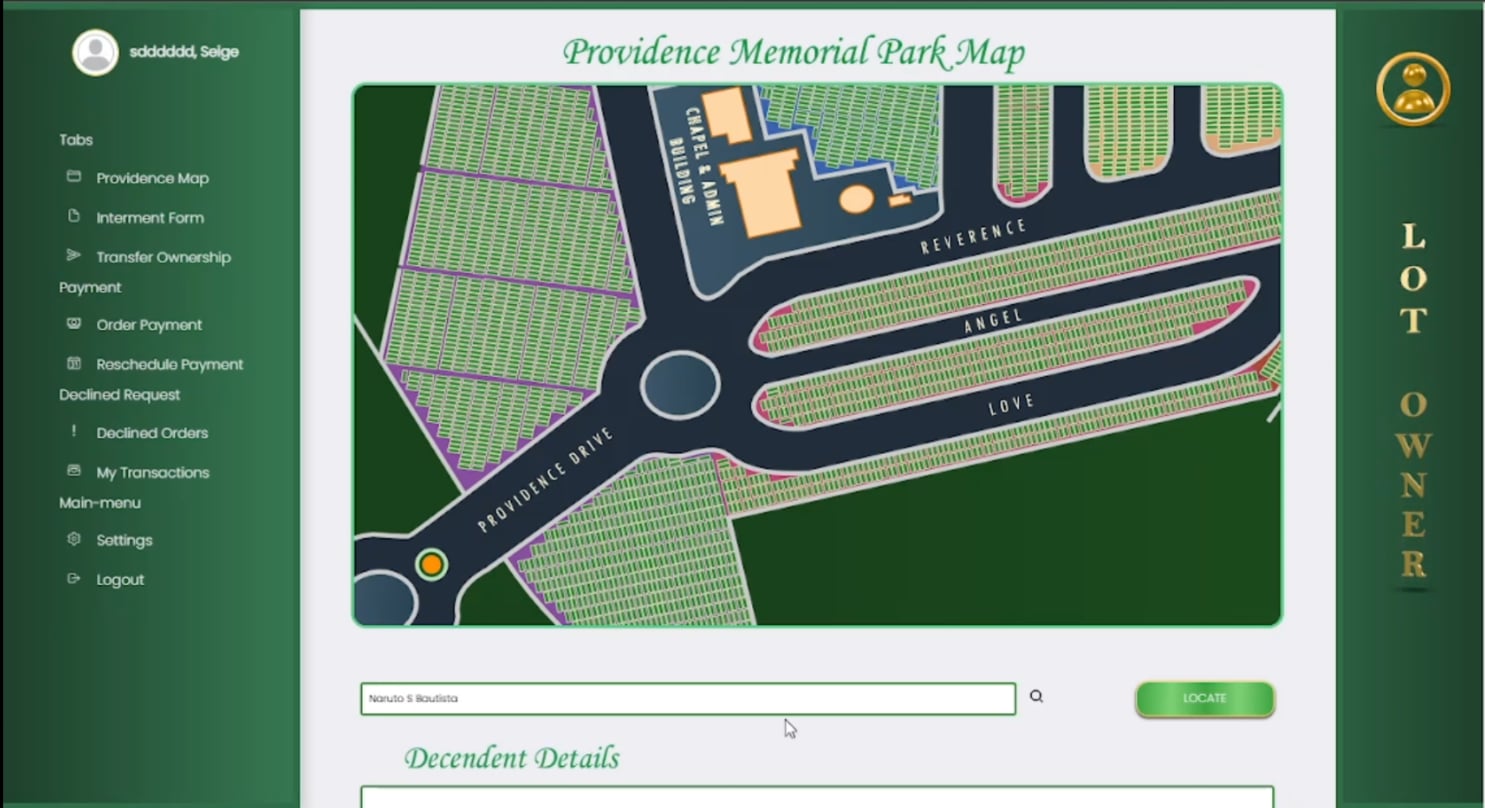 sdddddd, Seige
Tabs
Providence Map
Interment Form
Transfer Ownership
Payment
Order Payment
Reschedule Payment
Declined Request
Declined Orders
My Transactions
Main-menu
Settings
Logout
Providence Memorial Park Map
CHAPEL & ADMIN
BUILDING
REVERENCE
ANGEL
LOVE
PROVIDENCE DRIVE
Naruto S Bautista
LOCATE
Decendent Details
LOT OWNER